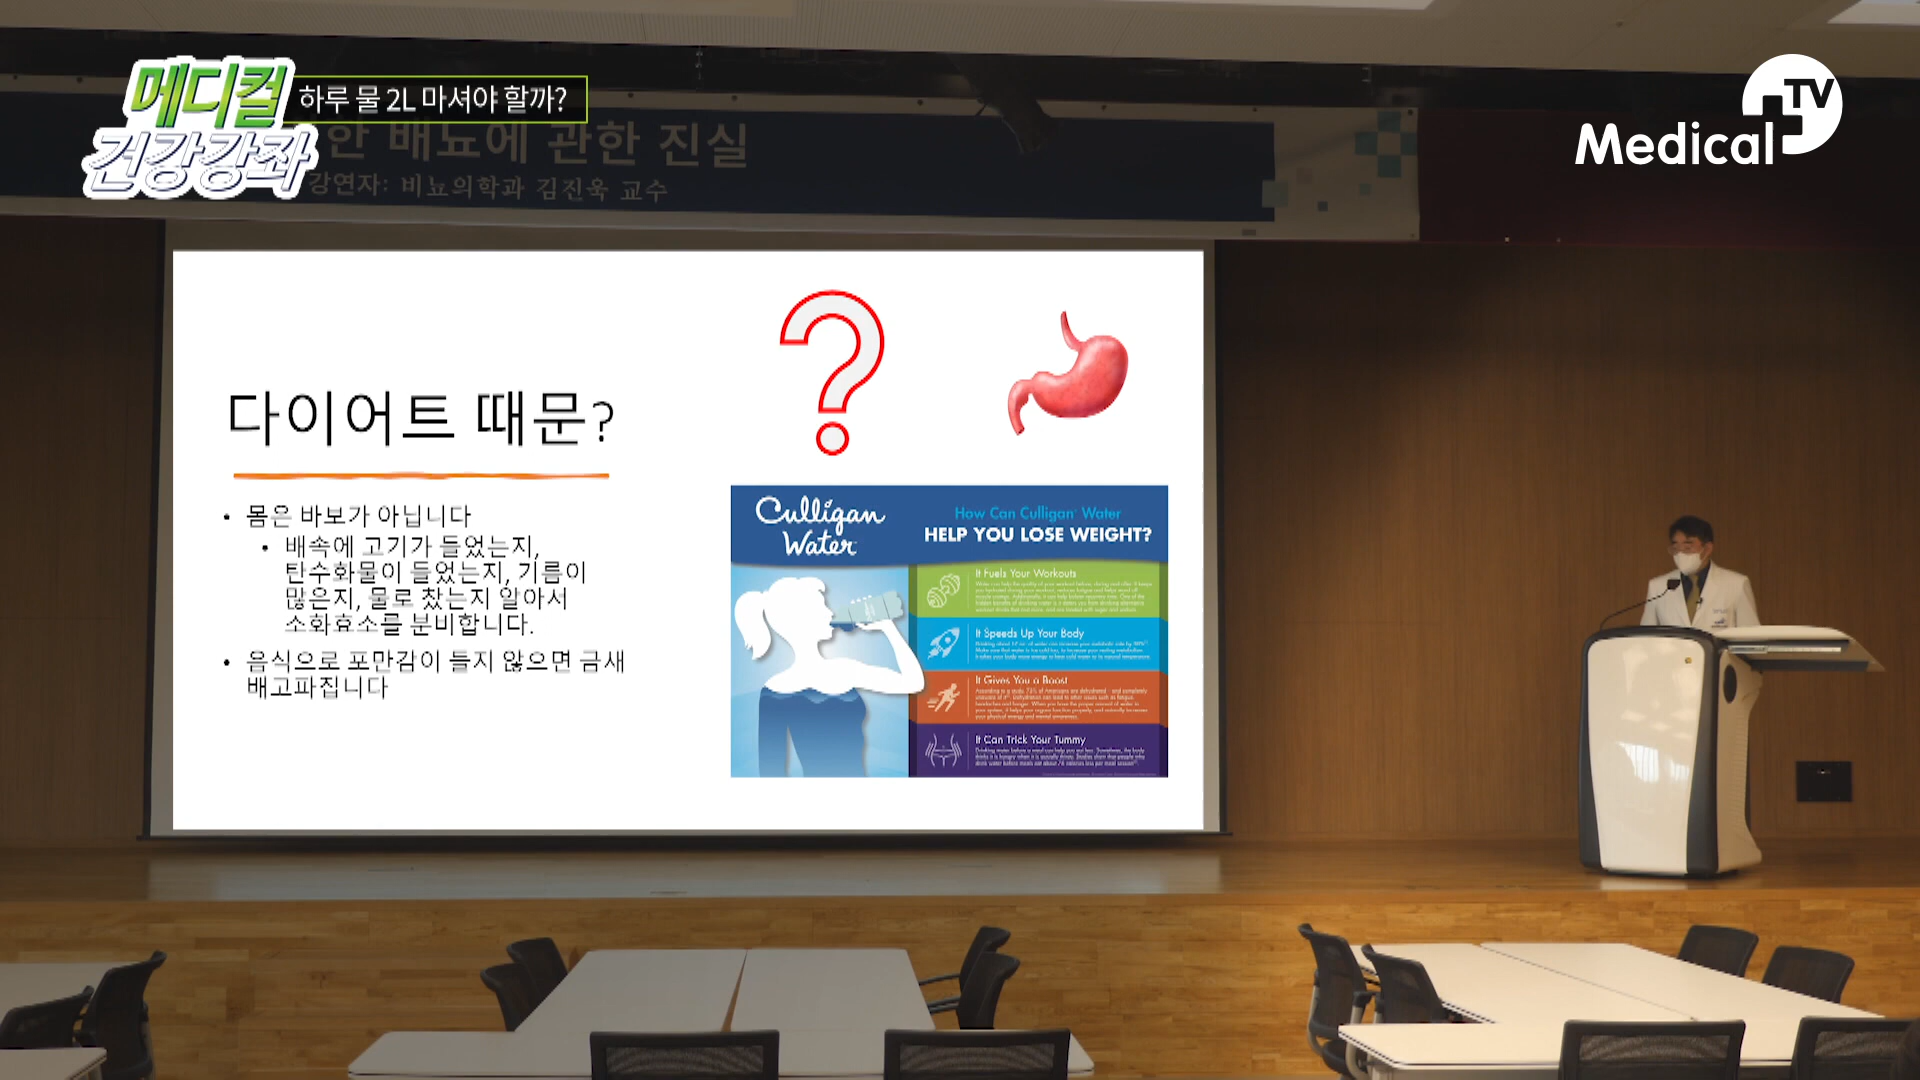 메디컬
건강강좌
하루 물 2L 마셔야 할까?
Medical TV
한 배뇨에 관한 진실
강연자: 비뇨의학과 김진욱 교수
다이어트 때문?
• 몸은 바보가 아닙니다
• 배속에 고기가 들었는지,
탄수화물이 들었는지, 기름이
많은지, 물로 찼는지 알아서
소화효소를 분비합니다.
• 음식으로 포만감이 들지 않으면 금새
배고파집니다
Culligan
Water
How Can Culligan Water
HELP YOU LOSE WEIGHT?
It Fuels Your Workouts
It Speeds Up Your Body
It Gives You a Boost
It Can Trick Your Tummy